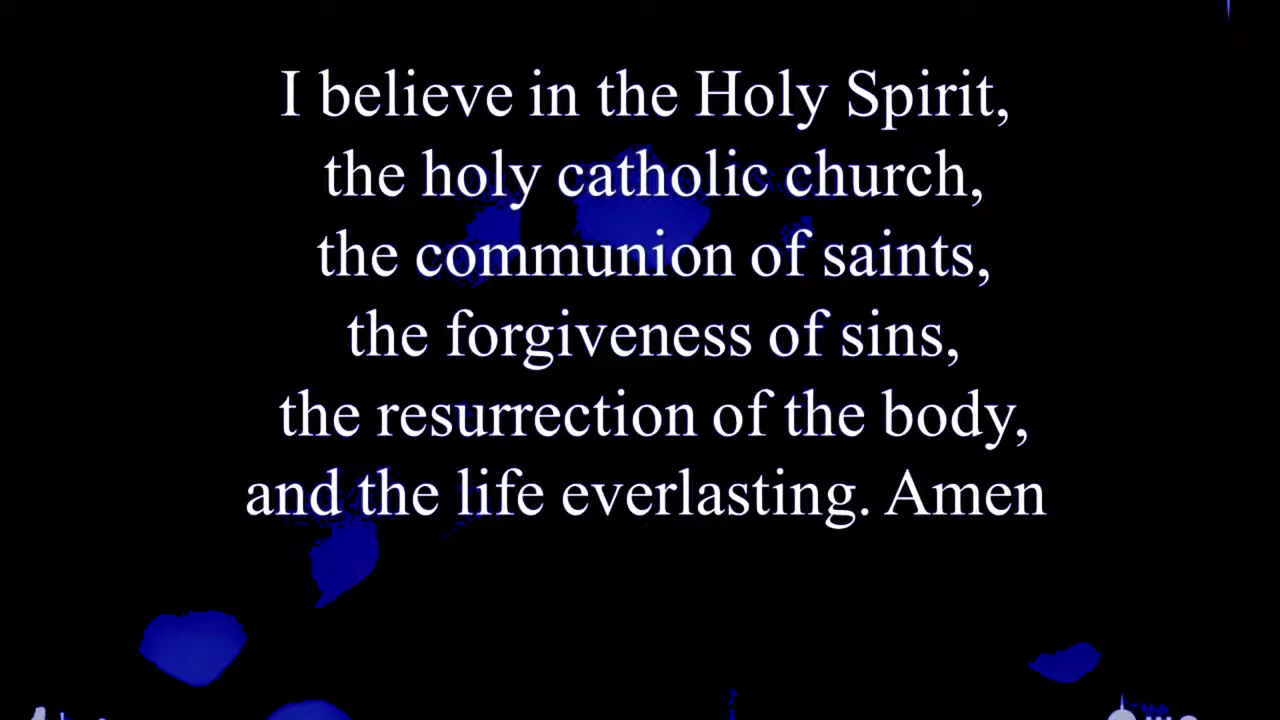 I believe in the Holy Spirit,
the holy catholic church,
the communion of saints,
the forgiveness of sins,
the resurrection of the body,
and the life everlasting. Amen